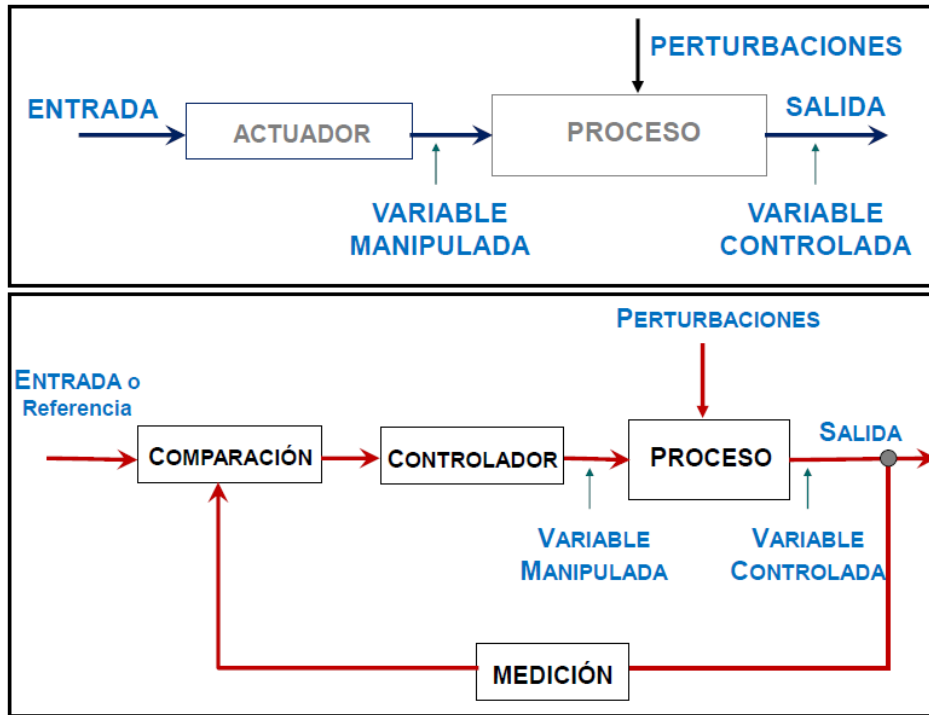 PERTURBACIONES
ENTRADA
ACTUADOR
PROCESO
SALIDA
VARIABLE
MANIPULADA
VARIABLE
CONTROLADA
PERTURBACIONES
ENTRADA o
Referencia
COMPARACIÓN
CONTROLADOR
PROCESO
SALIDA
VARIABLE
MANIPULADA
VARIABLE
CONTROLADA
MEDICIÓN